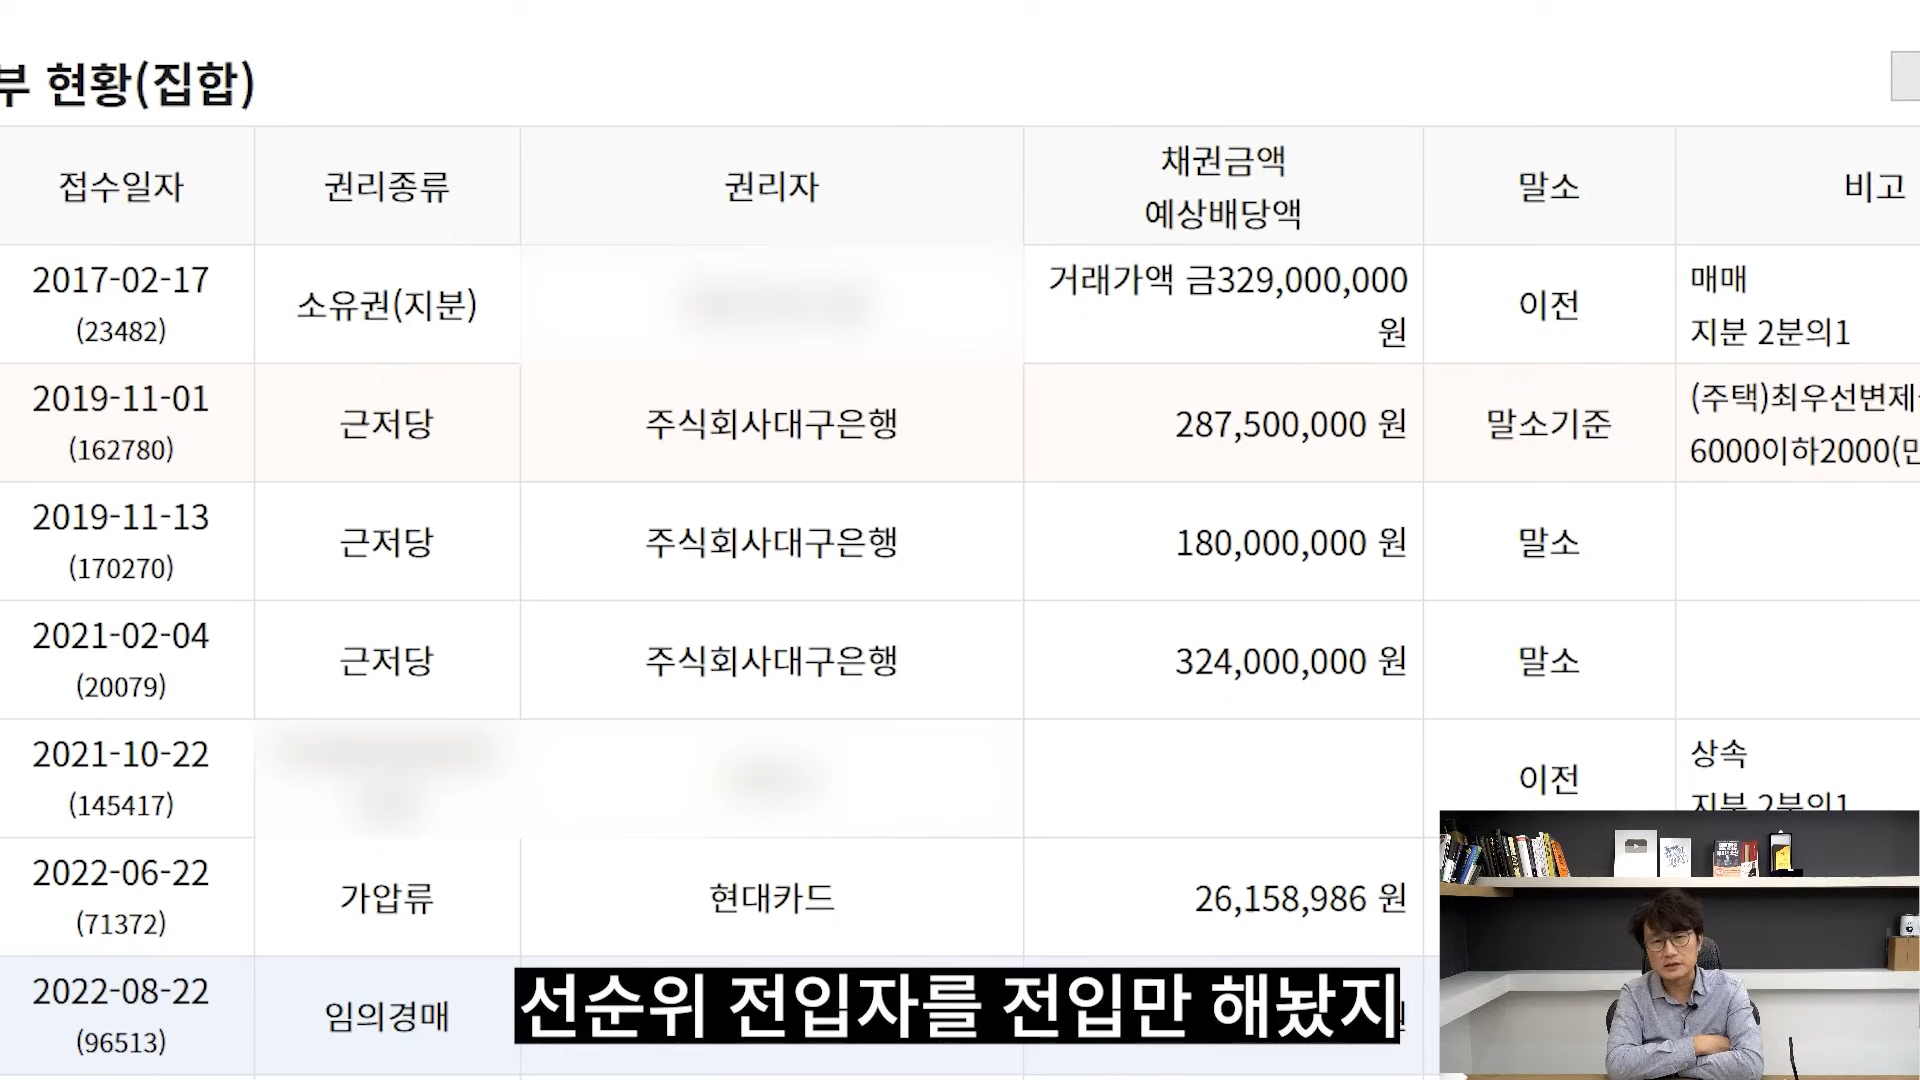 부 현황(집합)
접수일자
권리종류
권리자
채권금액
예상배당액
말소
비고
2017-02-17
(23482)
소유권(지분)
거래가액 금329,000,000
원
이전
매매
지분 2분의1
2019-11-01
(162780)
근저당
주식회사대구은행
287,500,000 원
말소기준
(주택)최우선변제
6000이하2000(만
2019-11-13
(170270)
근저당
주식회사대구은행
180,000,000 원
말소
2021-02-04
(20079)
근저당
주식회사대구은행
324,000,000 원
말소
2021-10-22
(145417)
이전
상속
지분 2분의1
2022-06-22
(71372)
가압류
현대카드
26,158,986 원
2022-08-22
(96513)
임의경매
선순위 전입자를 전입만 해놨지